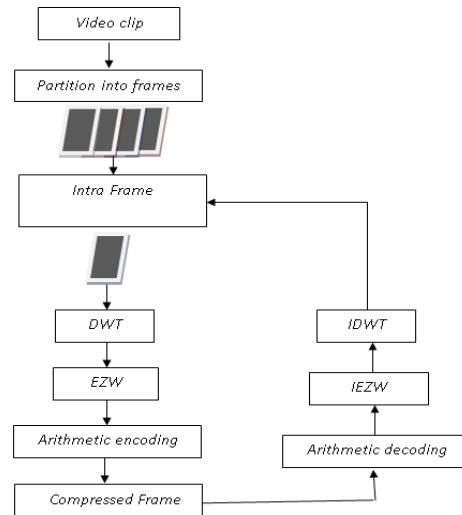 Video clip
Partition into frames
Intra Frame
DWT
IDWT
EZW
IEZW
Arithmetic encoding
Arithmetic decoding
Compressed Frame